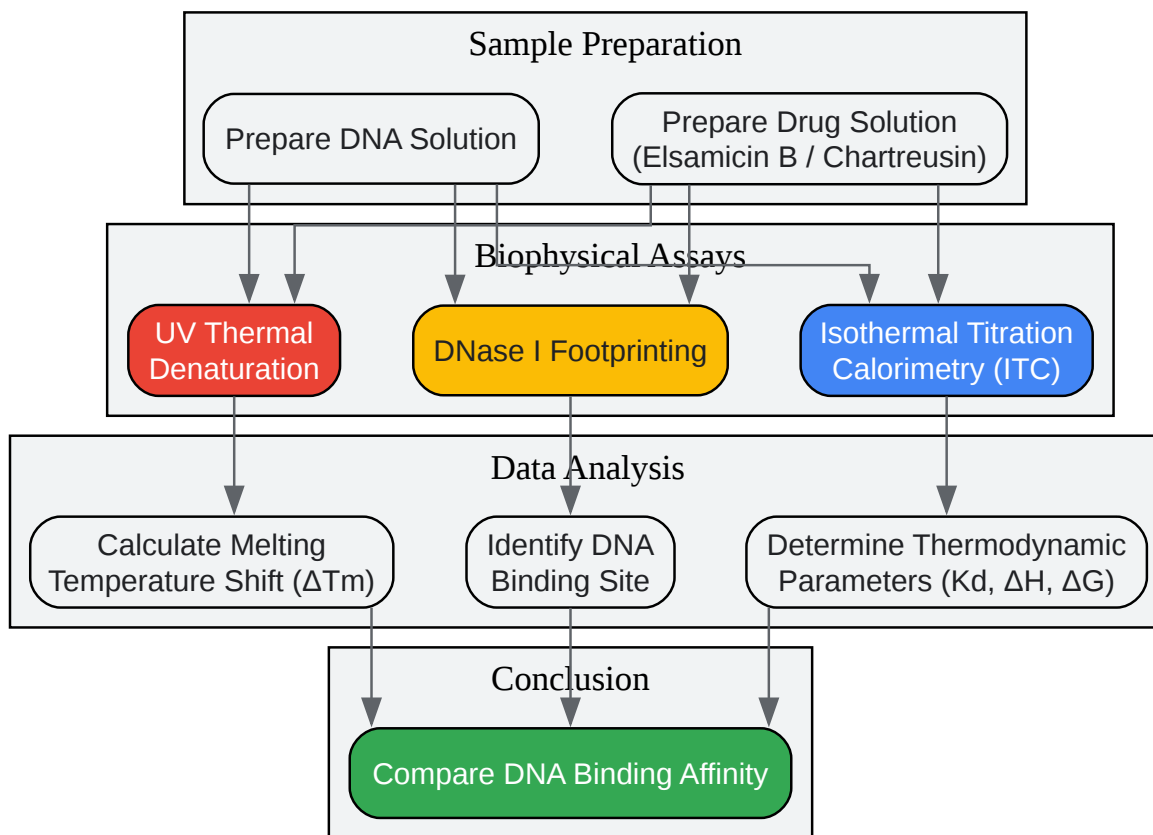 Sample Preparation
Prepare DNA Solution
Prepare Drug Solution
(Elsamicin B / Chartreusin)
Biophysical Assays
UV Thermal
Denaturation
DNase I Footprinting
Isothermal Titration
Calorimetry (ITC)
Data Analysis
Calculate Melting
Temperature Shift (ΔTm)
Identify DNA
Binding Site
Determine Thermodynamic
Parameters (Kd, ΔH, ΔG)
Conclusion
Compare DNA Binding Affinity